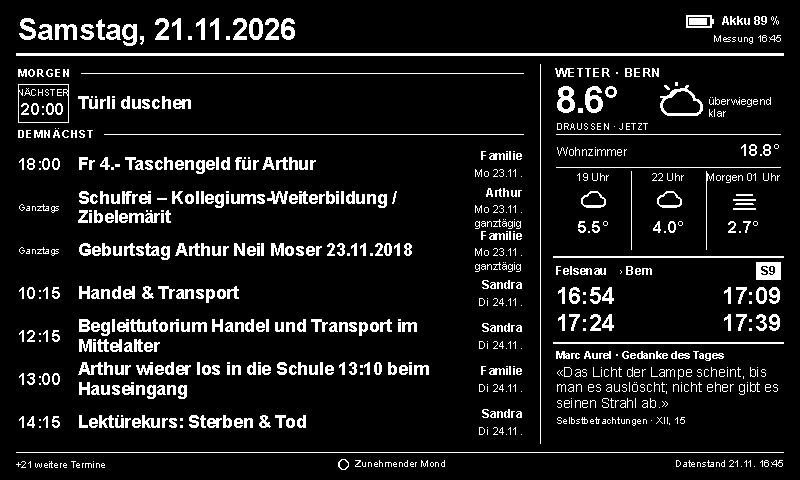 Samstag, 21.11.2026
Akku 89 %
Messung 16:45
MORGEN
NÄCHSTER
20:00
Türli duschen
DEMNÄCHST
18:00 Fr 4.- Taschengeld für Arthur
Familie
Mo 23.11.
Ganztags
Schulfrei – Kollegiums-Weiterbildung /
Zibelemärit
Arthur
Mo 23.11.
ganztägig
Ganztags
Geburtstag Arthur Neil Moser 23.11.2018
Familie
Mo 23.11.
ganztägig
10:15 Handel & Transport
Sandra
Di 24.11.
12:15
Begleittutorium Handel und Transport im
Mittelalter
Sandra
Di 24.11.
13:00
Arthur wieder los in die Schule 13:10 beim
Hauseingang
Familie
Di 24.11.
14:15 Lektürekurs: Sterben & Tod
Sandra
Di 24.11.
WETTER · BERN
8.6°
überwiegend
klar
DRAUSSEN · JETZT
Wohnzimmer 18.8°
19 Uhr 22 Uhr Morgen 01 Uhr
5.5° 4.0° 2.7°
Felsenau › Bern S9
16:54 17:09
17:24 17:39
Marc Aurel · Gedanke des Tages
«Das Licht der Lampe scheint, bis
man es auslöscht; nicht eher gibt es
seinen Strahl ab.»
Selbstbetrachtungen · XII, 15
+21 weitere Termine
Zunehmender Mond
Datenstand 21.11. 16:45